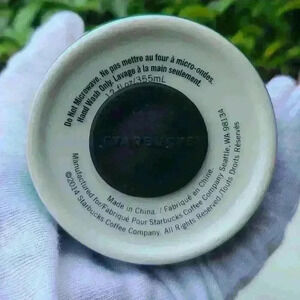 Do Not Microwave. Ne pas mettre au four à micro-ondes.
Hand Wash Only. Lavage à la main seulement.
12 fl oz/355mL
STARBUCKS
Made in China. / Fabriqué en Chine.
Manufactured for/Fabriqué Pour Starbucks Coffee Company Seattle, WA 98134
©2014 Starbucks Coffee Company. All Rights Reserved /Touts Droits Réservés